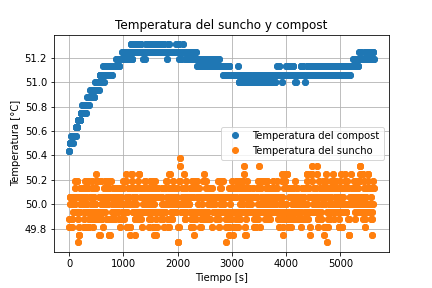 Temperatura del suncho y compost
Temperatura [°C]
51.2
51.0
50.8
50.6
50.4
50.2
50.0
49.8
Temperatura del compost
Temperatura del suncho
0
1000
2000
3000
4000
5000
Tiempo [s]